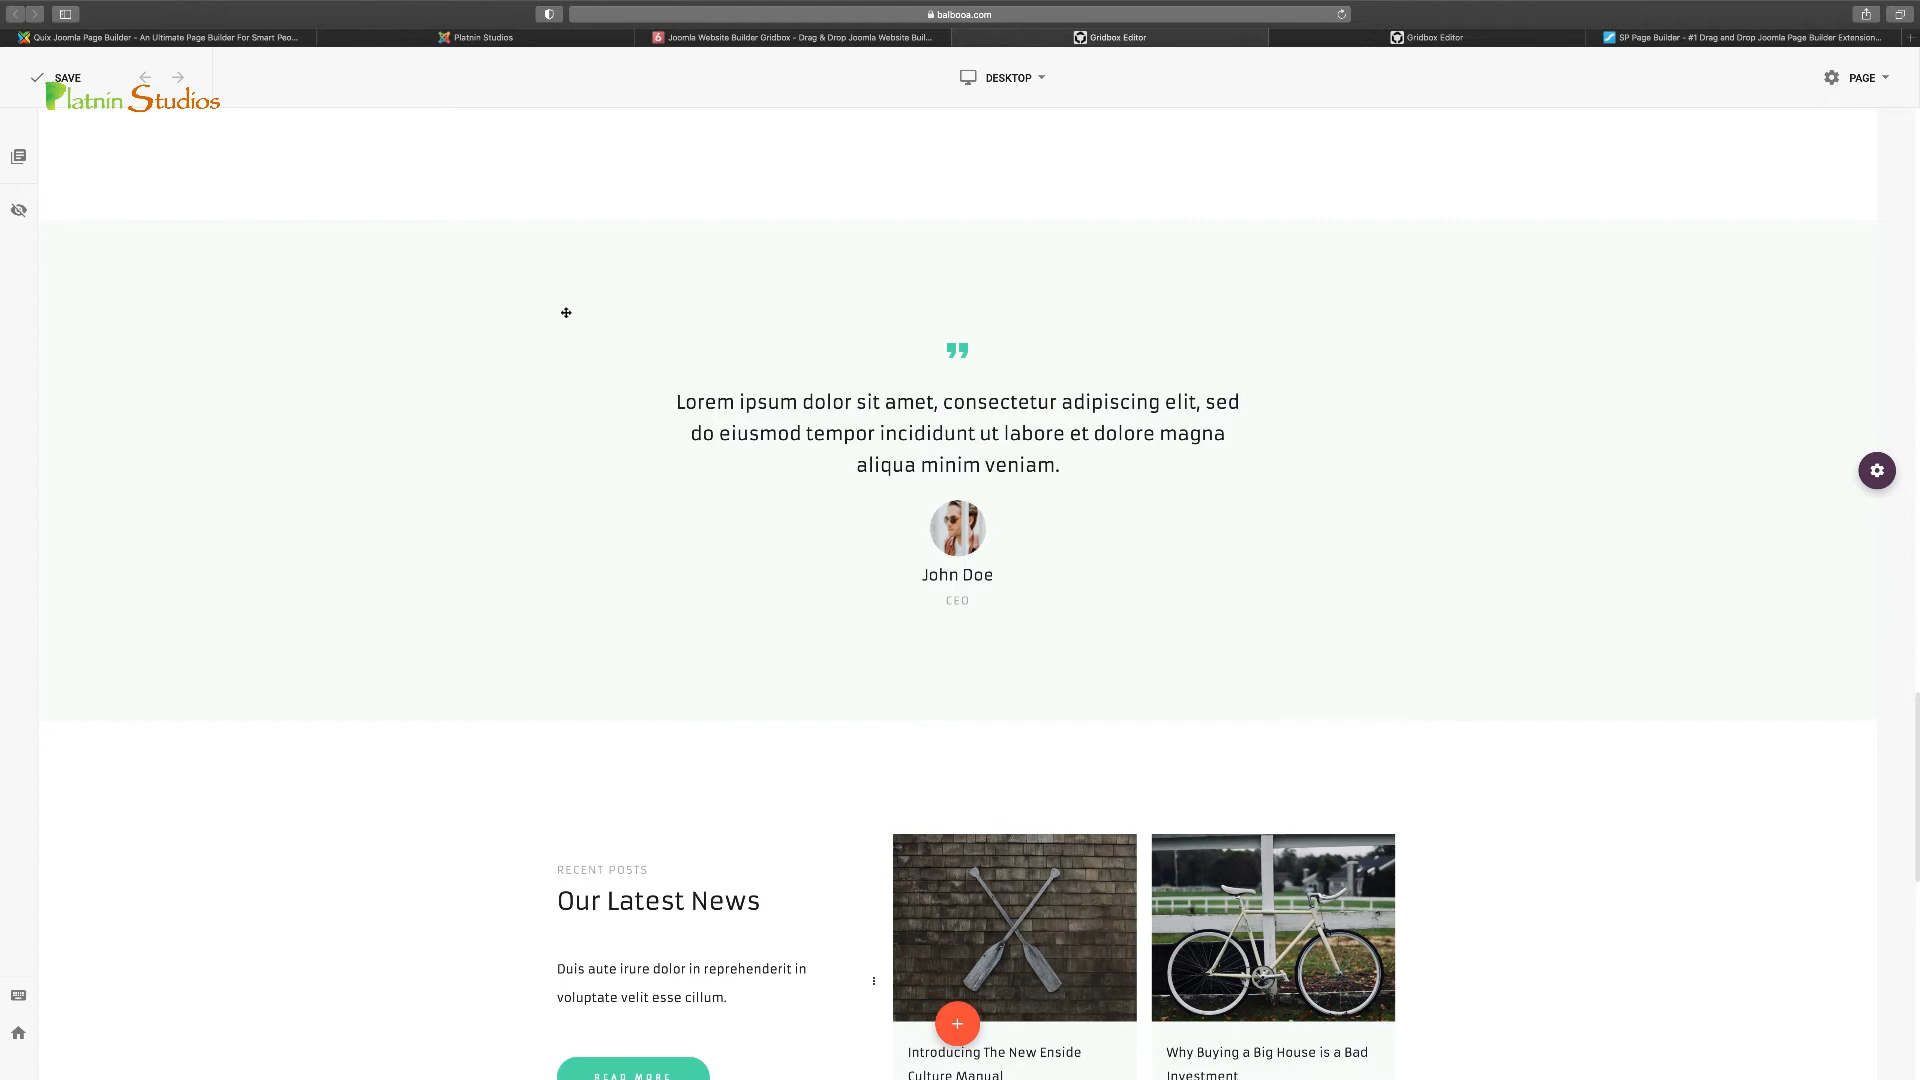 balbooa.com
Quix Joomla Page Builder - An Ultimate Page Builder For Smart Peo...
Platnin Studios
Joomla Website Builder Gridbox - Drag & Drop Joomla Website Buil...
Gridbox Editor
Gridbox Editor
SP Page Builder - #1 Drag and Drop Joomla Page Builder Extension...
SAVE
DESKTOP
PAGE
Platnin Studios
Lorem ipsum dolor sit amet, consectetur adipiscing elit, sed
do eiusmod tempor incididunt ut labore et dolore magna
aliqua minim veniam.
John Doe
CEO
RECENT POSTS
Our Latest News
Duis aute irure dolor in reprehenderit in
voluptate velit esse cillum.
READ MORE
Introducing The New Enside
Culture Manual
Why Buying a Big House is a Bad
Investment